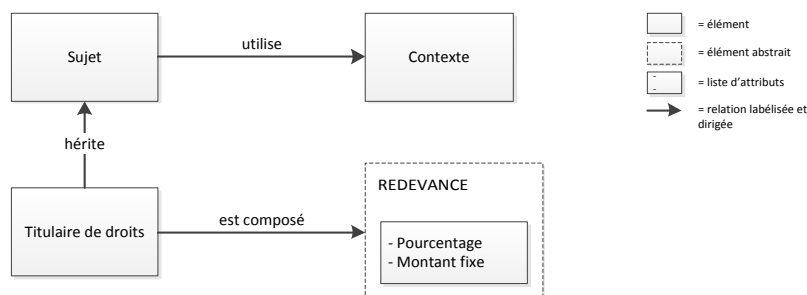 Sujet
utilise
Contexte
hérite
Titulaire de droits
est composé
REDEVANCE
- Pourcentage
- Montant fixe
= élément
= élément abstrait
-
-
= liste d'attributs
= relation labélisée et
dirigée